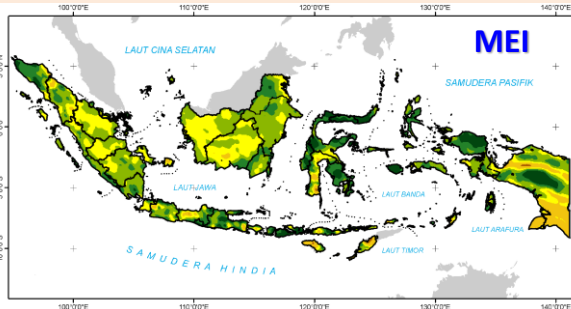 100°0'0"E 110°0'0"E 120°0'0"E 130°0'0"E 140°0'0"E
MEI
LAUT CINA SELATAN
SAMUDERA PASIFIK
LAUT JAWA
LAUT BANDA
LAUT ARAFURA
LAUT TIMOR
SAMUDERA HINDIA
100°0'0"E 110°0'0"E 120°0'0"E 130°0'0"E 140°0'0"E